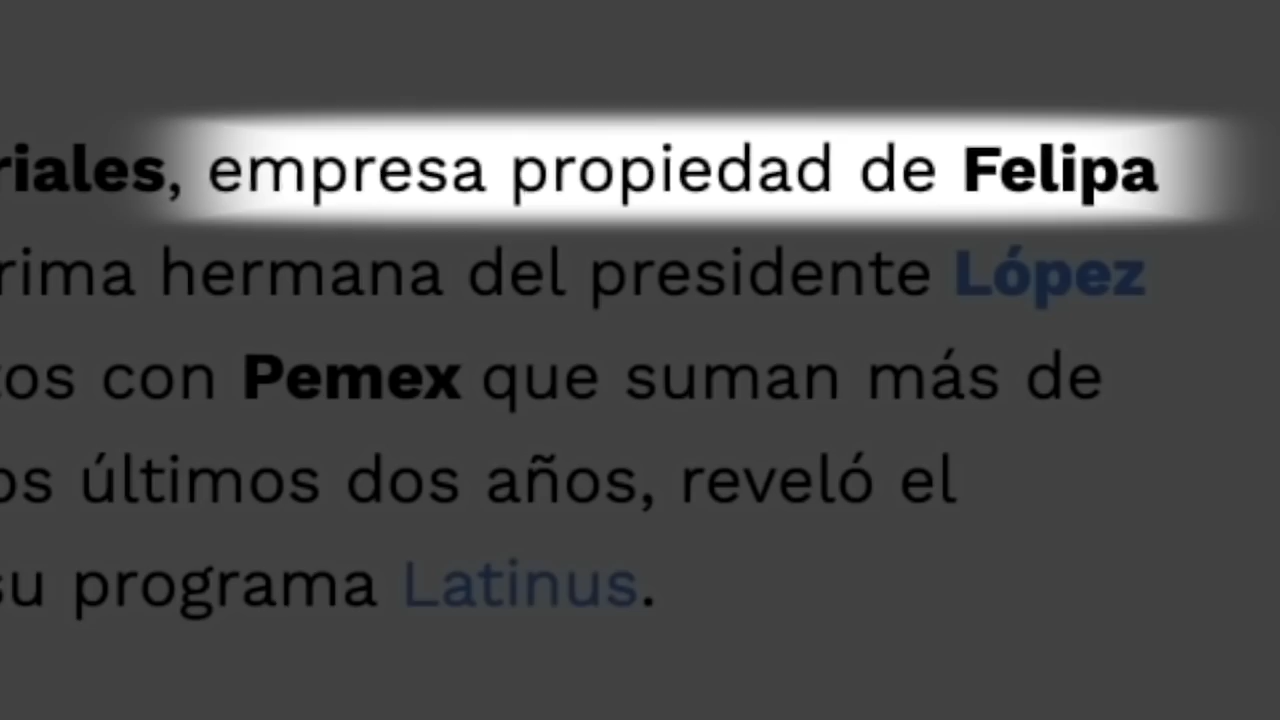 riales, empresa propiedad de Felipa
rima hermana del presidente López
tos con Pemex que suman más de
os últimos dos años, reveló el
su programa Latinus.